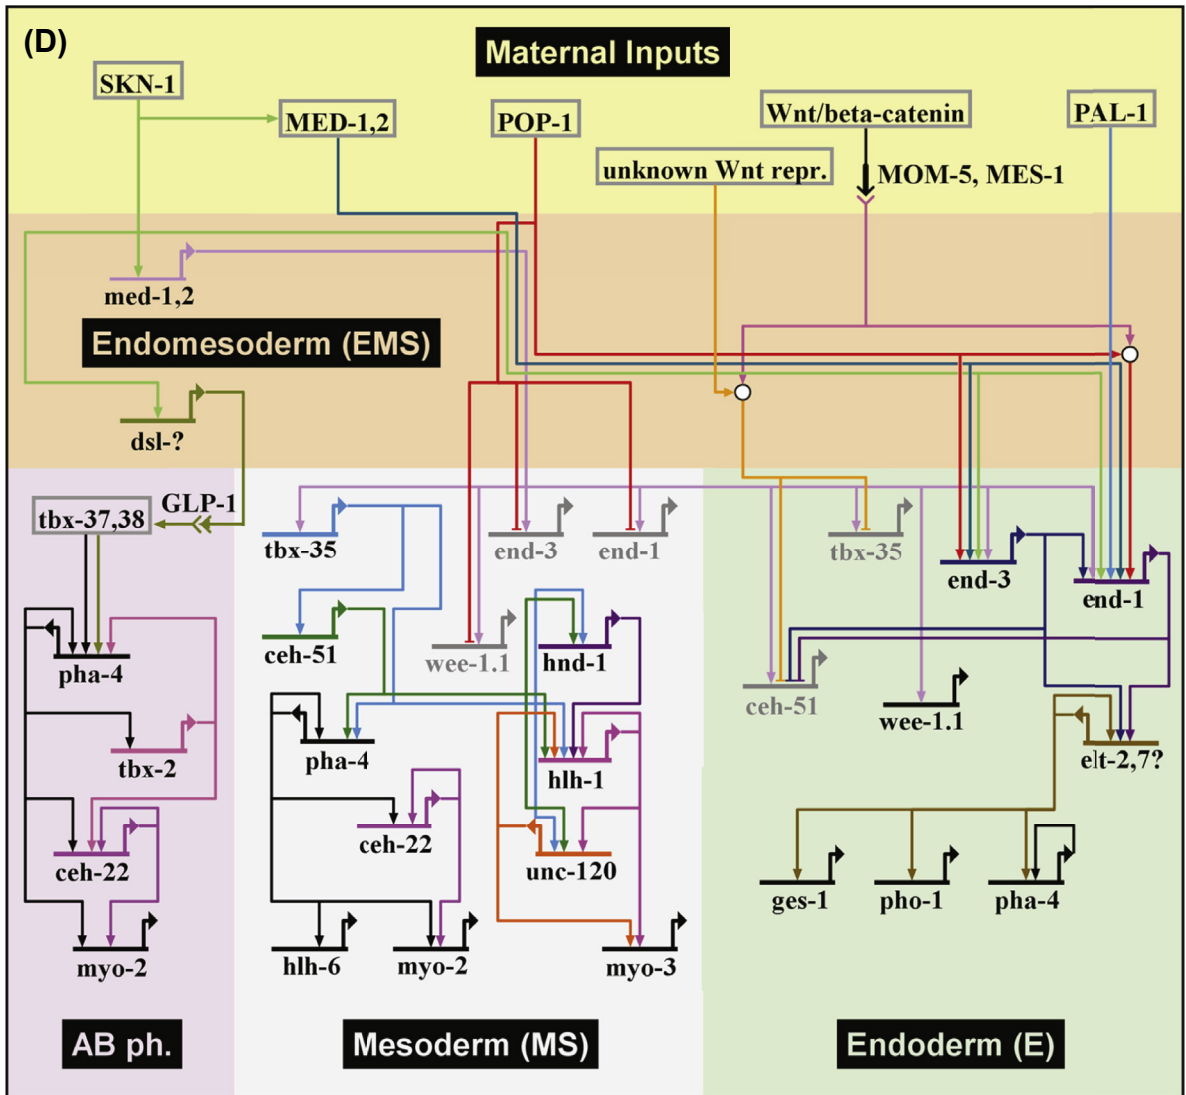 (D)
Maternal Inputs
SKN-1
MED-1,2
POP-1
Wnt/beta-catenin
PAL-1
unknown Wnt repr.
MOM-5, MES-1
med-1,2
Endomesoderm (EMS)
dsl-?
tbx-37,38
GLP-1
tbx-35
end-3
end-1
tbx-35
end-3
end-1
ceh-51
wee-1.1
hnd-1
pha-4
ceh-51
wee-1.1
tbx-2
pha-4
hlh-1
elt-2,7?
ceh-22
ceh-22
unc-120
ges-1
pho-1
pha-4
myo-2
hlh-6
myo-2
myo-3
AB ph.
Mesoderm (MS)
Endoderm (E)